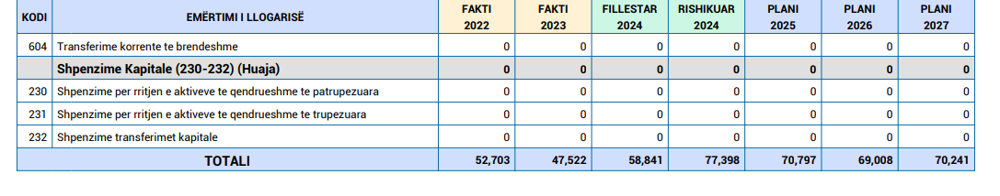 KODI EMËRTIMI I LLOGARISË FAKTI 2022 FAKTI 2023 FILLESTAR 2024 RISHIKUAR 2024 PLANI 2025 PLANI 2026 PLANI 2027
604 Transferime korrente te brendeshme 0 0 0 0 0 0 0
Shpenzime Kapitale (230-232) (Huaja) 0 0 0 0 0 0 0
230 Shpenzime per rritjen e aktiveve te qendrueshme te patrupezuara 0 0 0 0 0 0 0
231 Shpenzime per rritjen e aktiveve te qendrueshme te trupezuara 0 0 0 0 0 0 0
232 Shpenzime transferimet kapitale 0 0 0 0 0 0 0
TOTALI 52,703 47,522 58,841 77,398 70,797 69,008 70,241